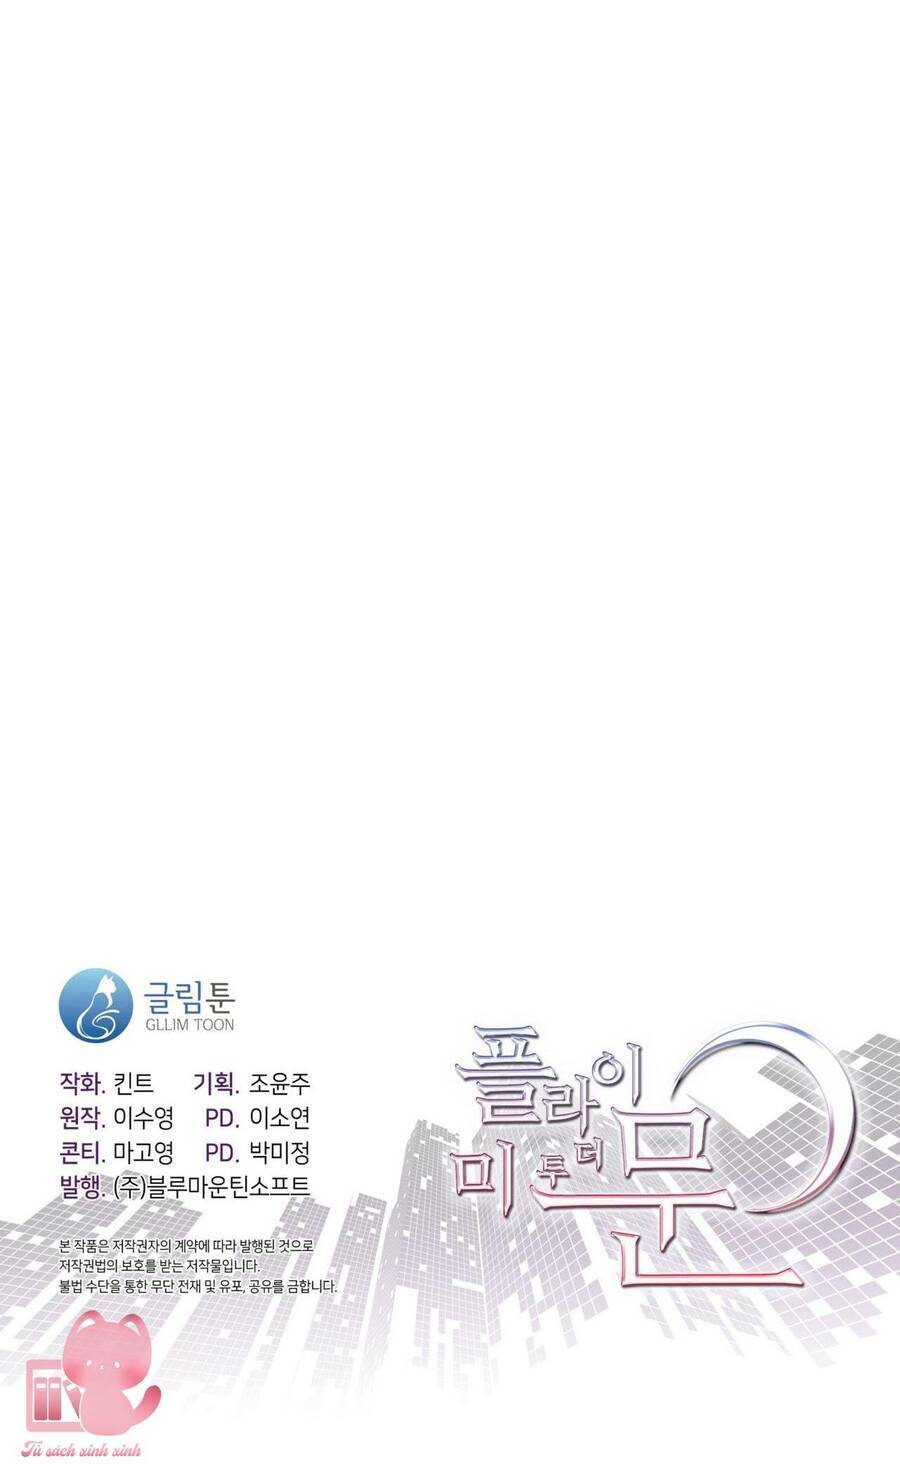 글림툰
GLLIM TOON
작화. 킨트 기획. 조윤주
원작. 이수영 PD. 이소연
콘티. 마고영 PD. 박미정
발행. (주)블루마운틴소프트
본 작품은 저작권자의 계약에 따라 발행된 것으로
저작권법의 보호를 받는 저작물입니다.
불법 수단을 통한 무단 전재 및 유포, 공유를 금합니다.
플라이
미 투 더 문
Tủ sách xinh xinh